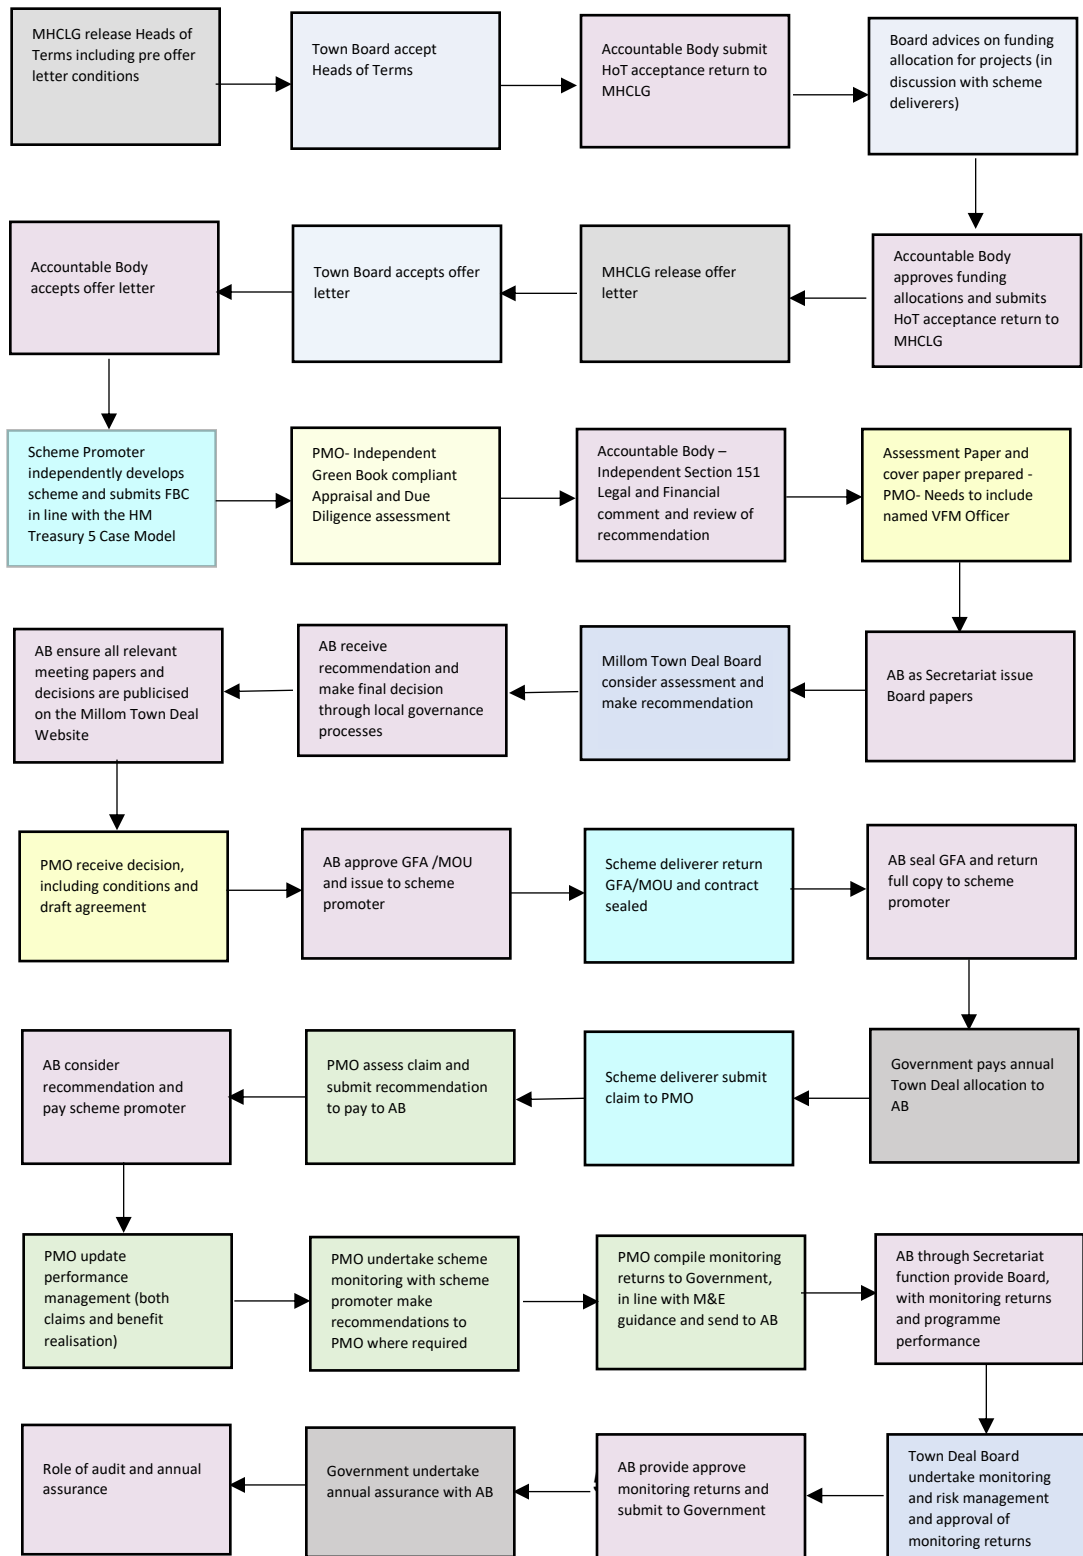 MHCLG release Heads of
Terms including pre offer
letter conditions
Town Board accept
Heads of Terms
Accountable Body submit
HoT acceptance return to
MHCLG
Board advices on funding
allocation for projects (in
discussion with scheme
deliverers)
Accountable Body
accepts offer letter
Town Board accepts offer
letter
MHCLG release offer
letter
Accountable Body
approves funding
allocations and submits
HoT acceptance return to
MHCLG
Scheme Promoter
independently develops
scheme and submits FBC
in line with the HM
Treasury 5 Case Model
PMO- Independent
Green Book compliant
Appraisal and Due
Diligence assessment
Accountable Body –
Independent Section 151
Legal and Financial
comment and review of
recommendation
Assessment Paper and
cover paper prepared -
PMO- Needs to include
named VFM Officer
AB ensure all relevant
meeting papers and
decisions are publicised
on the Millom Town Deal
Website
AB receive
recommendation and
make final decision
through local governance
processes
Millom Town Deal Board
consider assessment and
make recommendation
AB as Secretariat issue
Board papers
PMO receive decision,
including conditions and
draft agreement
AB approve GFA /MOU
and issue to scheme
promoter
Scheme deliverer return
GFA/MOU and contract
sealed
AB seal GFA and return
full copy to scheme
promoter
AB consider
recommendation and
pay scheme promoter
PMO assess claim and
submit recommendation
to pay to AB
Scheme deliverer submit
claim to PMO
Government pays annual
Town Deal allocation to
AB
PMO update
performance
management (both
claims and benefit
realisation)
PMO undertake scheme
monitoring with scheme
promoter make
recommendations to
PMO where required
PMO compile monitoring
returns to Government,
in line with M&E
guidance and send to AB
AB through Secretariat
function provide Board,
with monitoring returns
and programme
performance
Role of audit and annual
assurance
Government undertake
annual assurance with AB
AB provide approve
monitoring returns and
submit to Government
Town Deal Board
undertake monitoring
and risk management
and approval of
monitoring returns